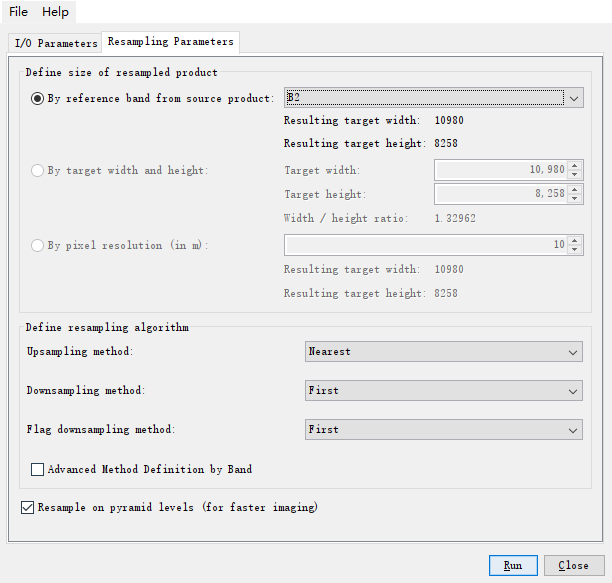 File Help
I/O Parameters Resampling Parameters
Define size of resampled product
By reference band from source product: B2
Resulting target width: 10980
Resulting target height: 8258
By target width and height: Target width: 10,980
Target height: 8,258
Width / height ratio: 1.32962
By pixel resolution (in m): 10
Resulting target width: 10980
Resulting target height: 8258
Define resampling algorithm
Upsampling method: Nearest
Downsampling method: First
Flag downsampling method: First
Advanced Method Definition by Band
Resample on pyramid levels (for faster imaging)
Run Close